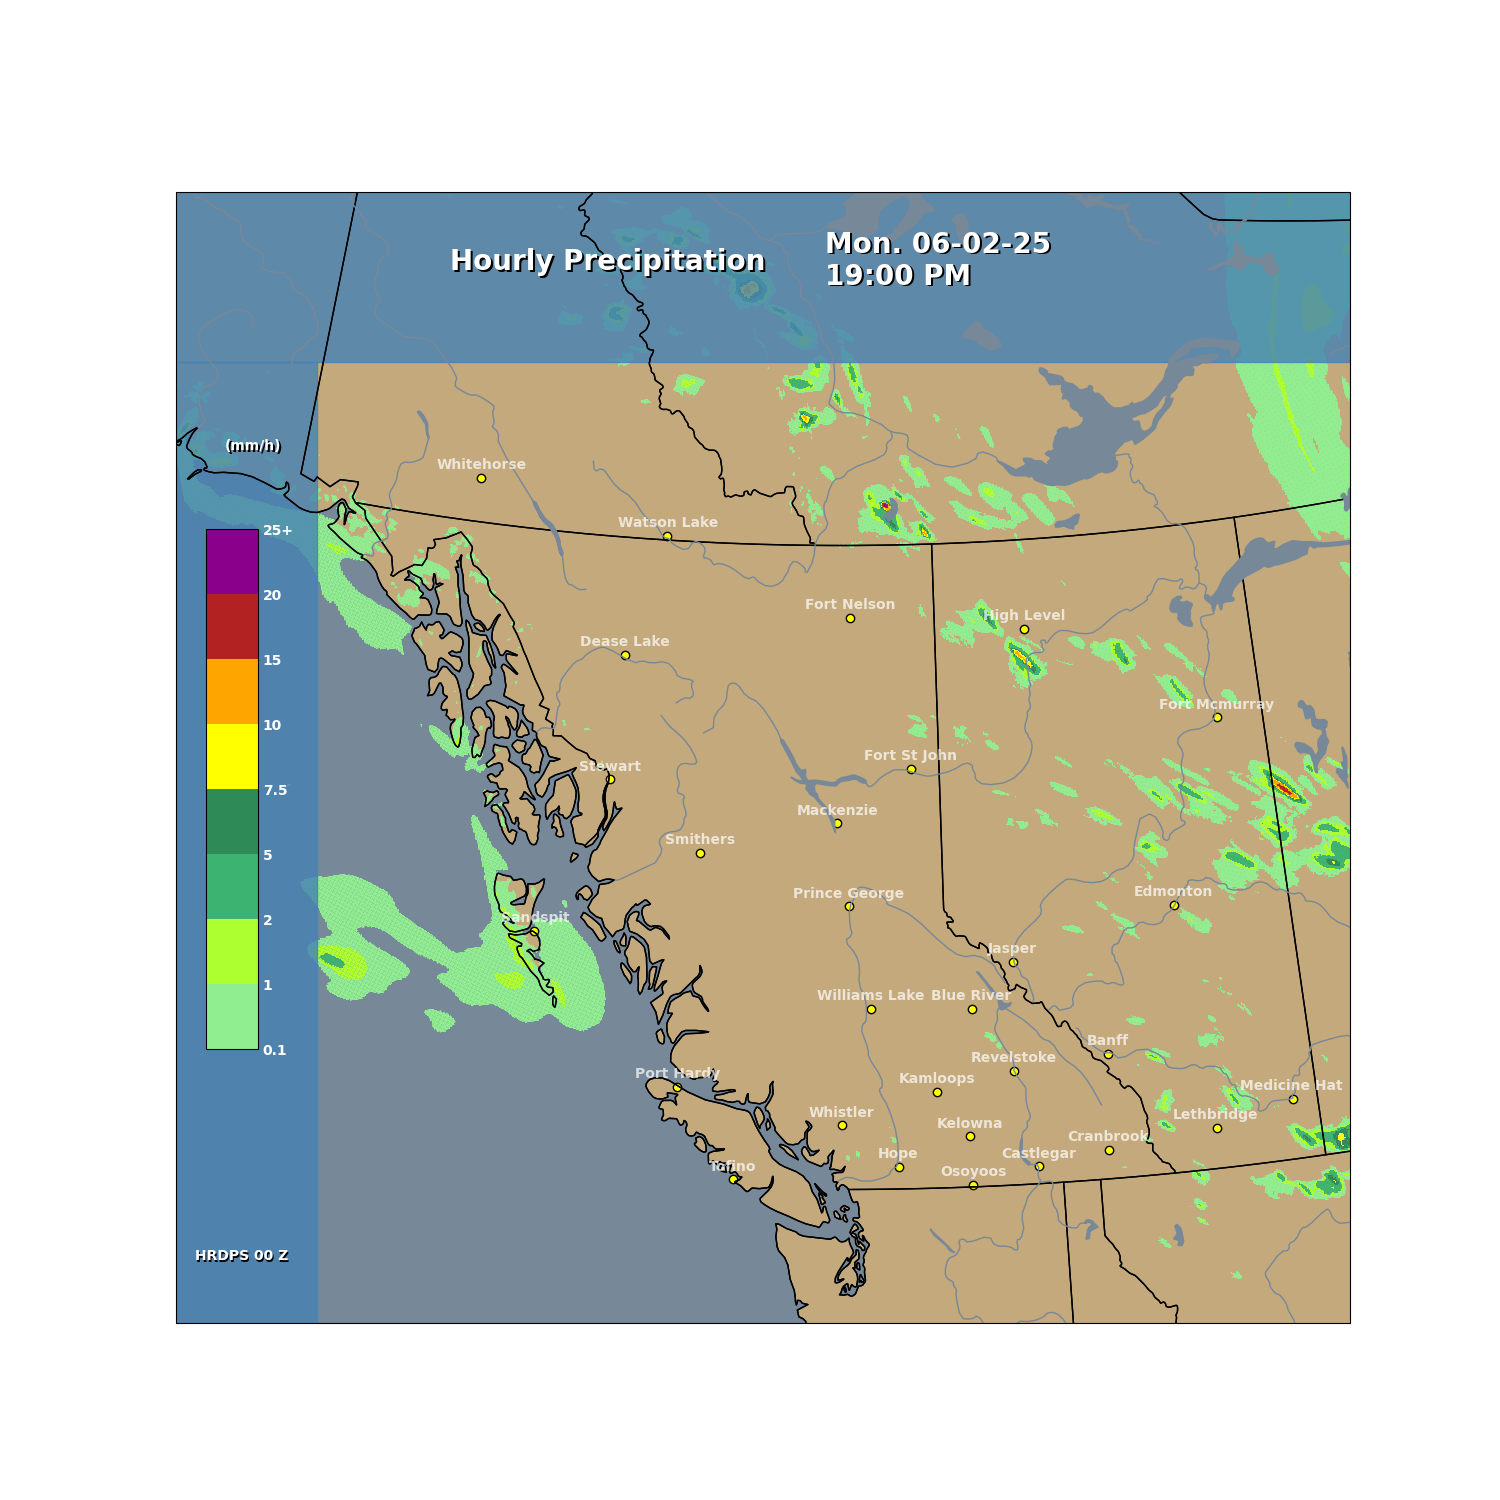 Hourly Precipitation
Mon. 06-02-25
19:00 PM
(mm/h)
25+
20
15
10
7.5
5
2
1
0.1
HRDPS 00 Z
Whitehorse
Watson Lake
Fort Nelson
High Level
Dease Lake
Fort Mcmurray
Fort St John
Stewart
Mackenzie
Smithers
Prince George
Edmonton
Sandspit
Jasper
Williams Lake
Blue River
Banff
Revelstoke
Port Hardy
Kamloops
Medicine Hat
Whistler
Lethbridge
Kelowna
Cranbrook
Hope
Castlegar
Tofino
Osoyoos